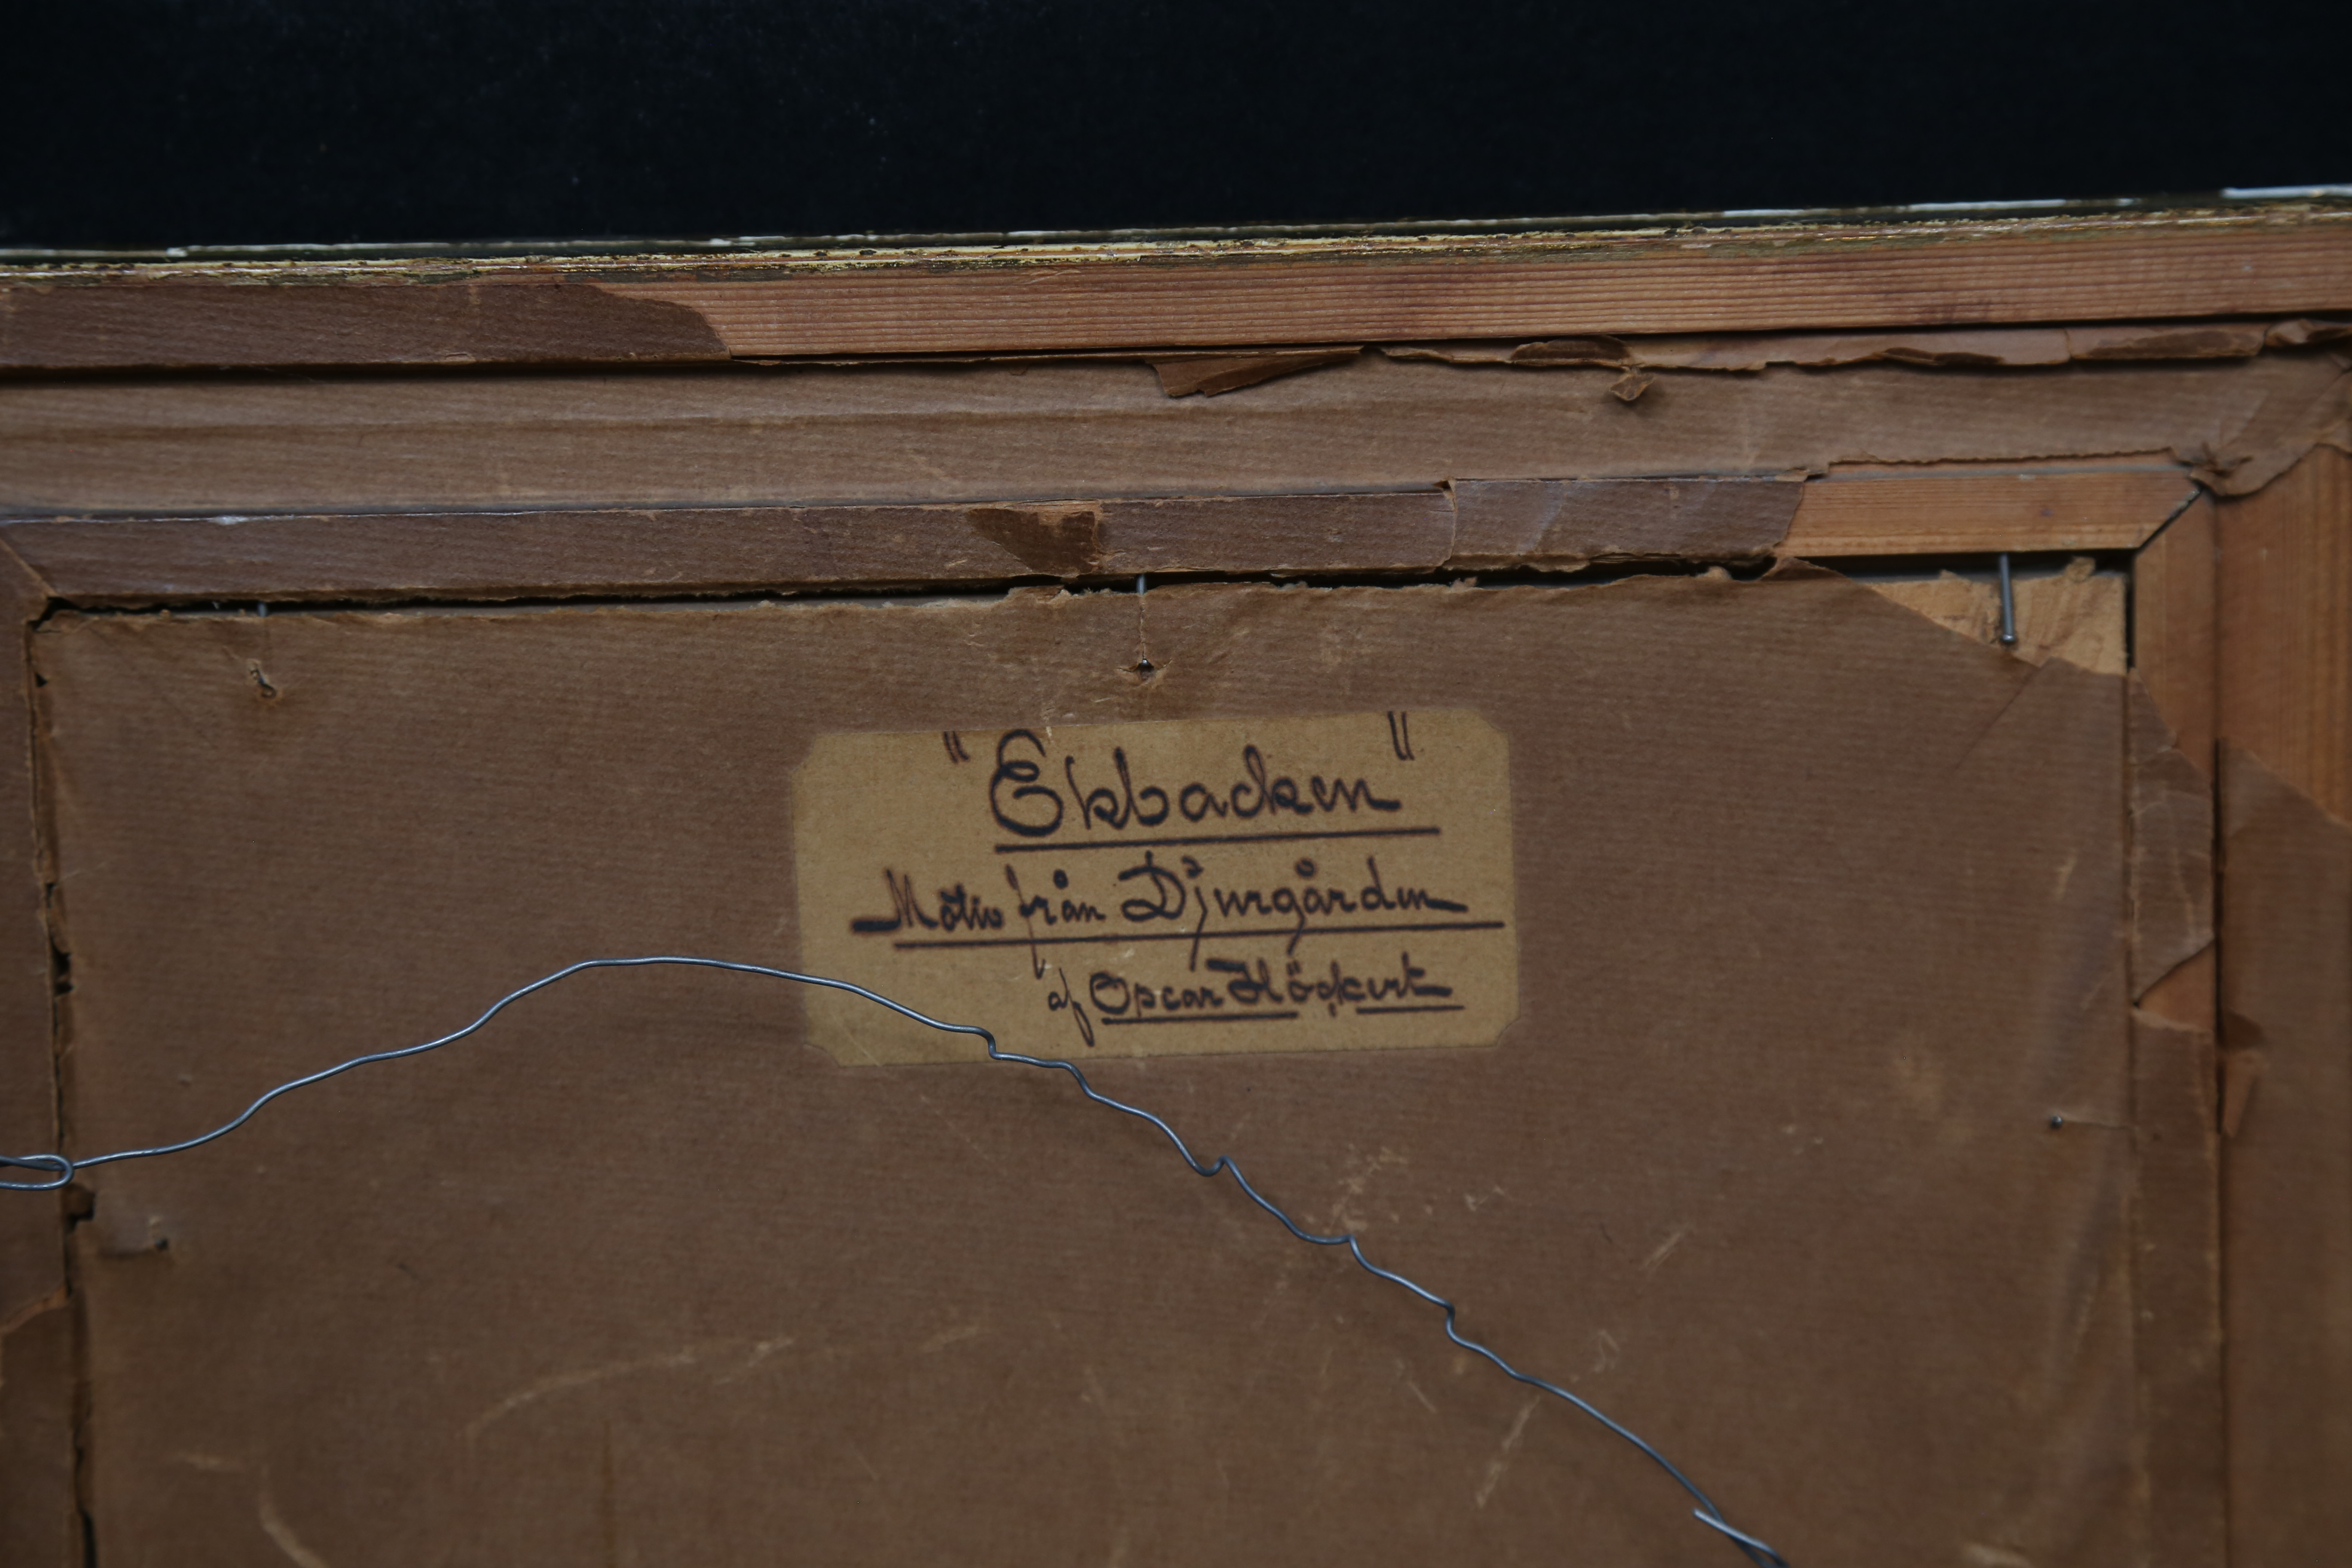 "Ekbacken"
Motiv från Djurgården
af Oscar Höckert